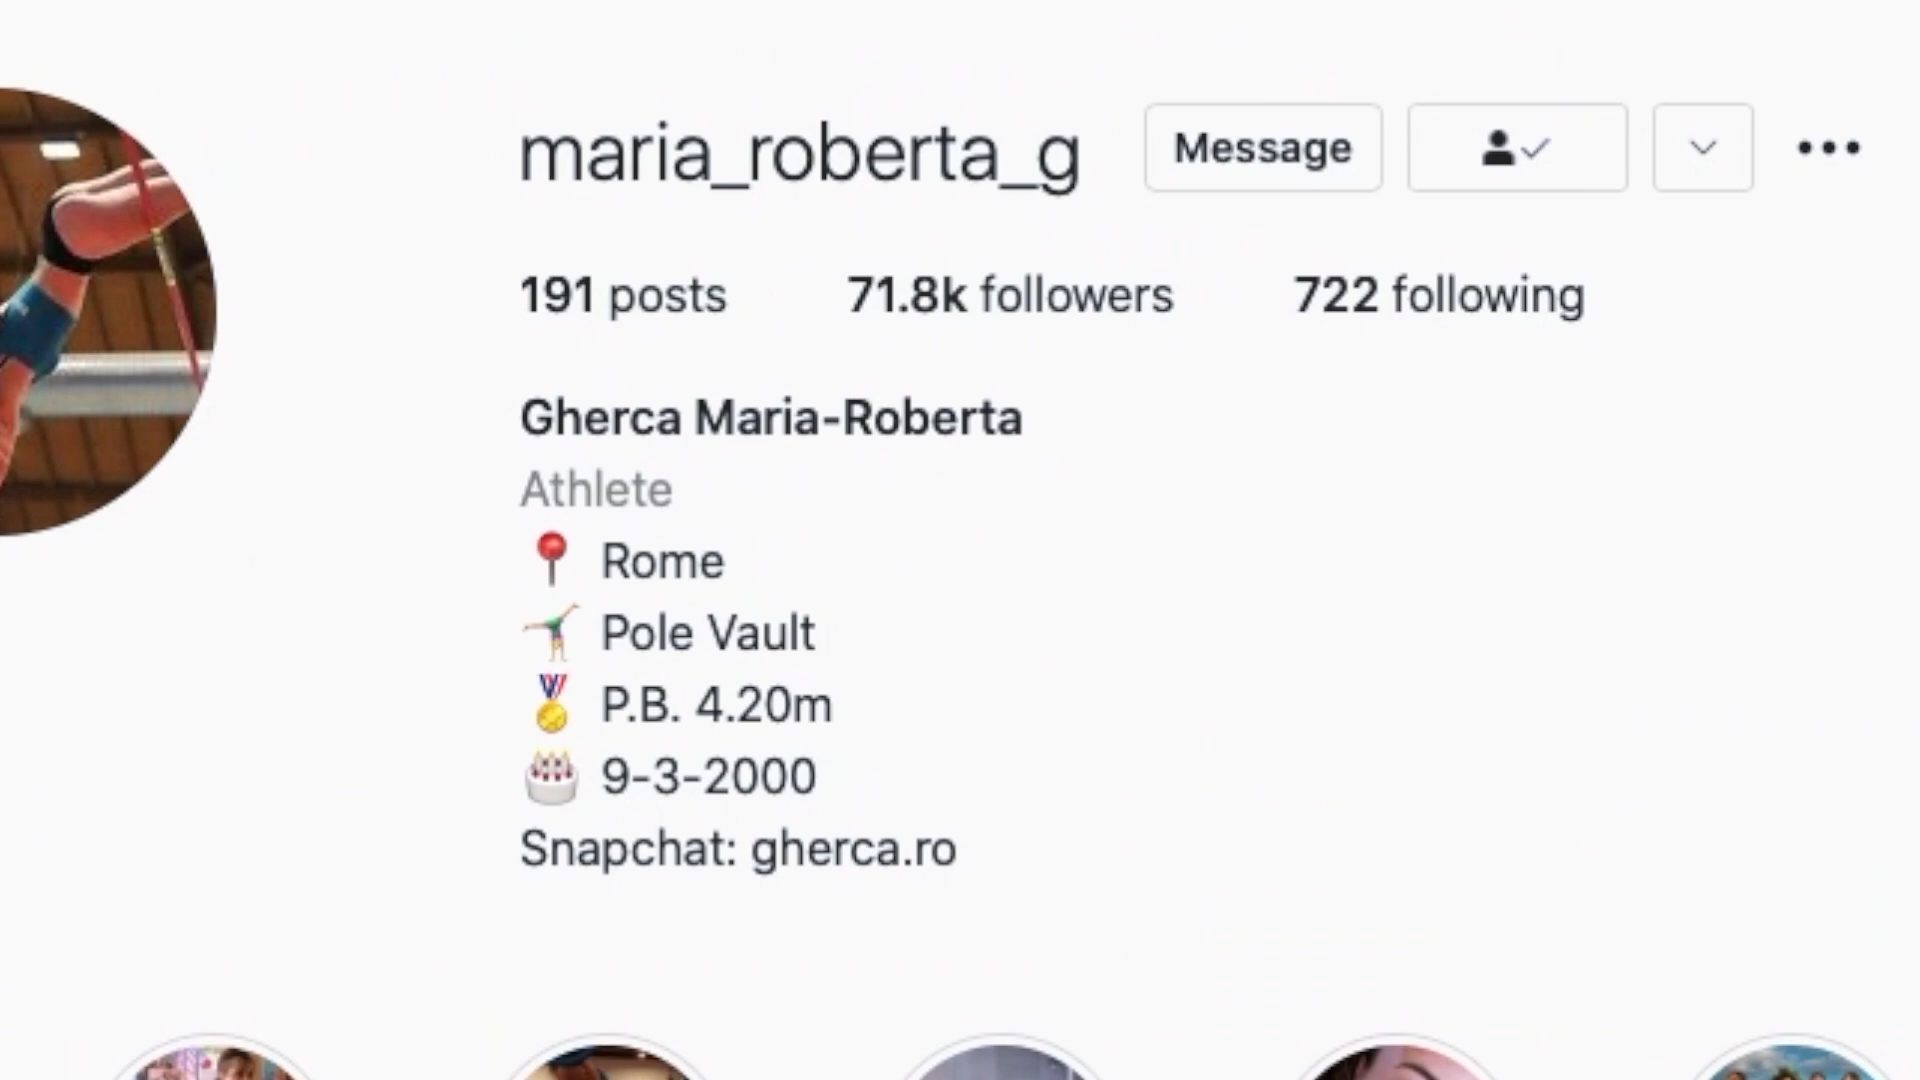 maria_roberta_g Message
191 posts 71.8k followers 722 following
Gherca Maria-Roberta
Athlete
📍 Rome
🤸 Pole Vault
🏅 P.B. 4.20m
🎂 9-3-2000
Snapchat: gherca.ro